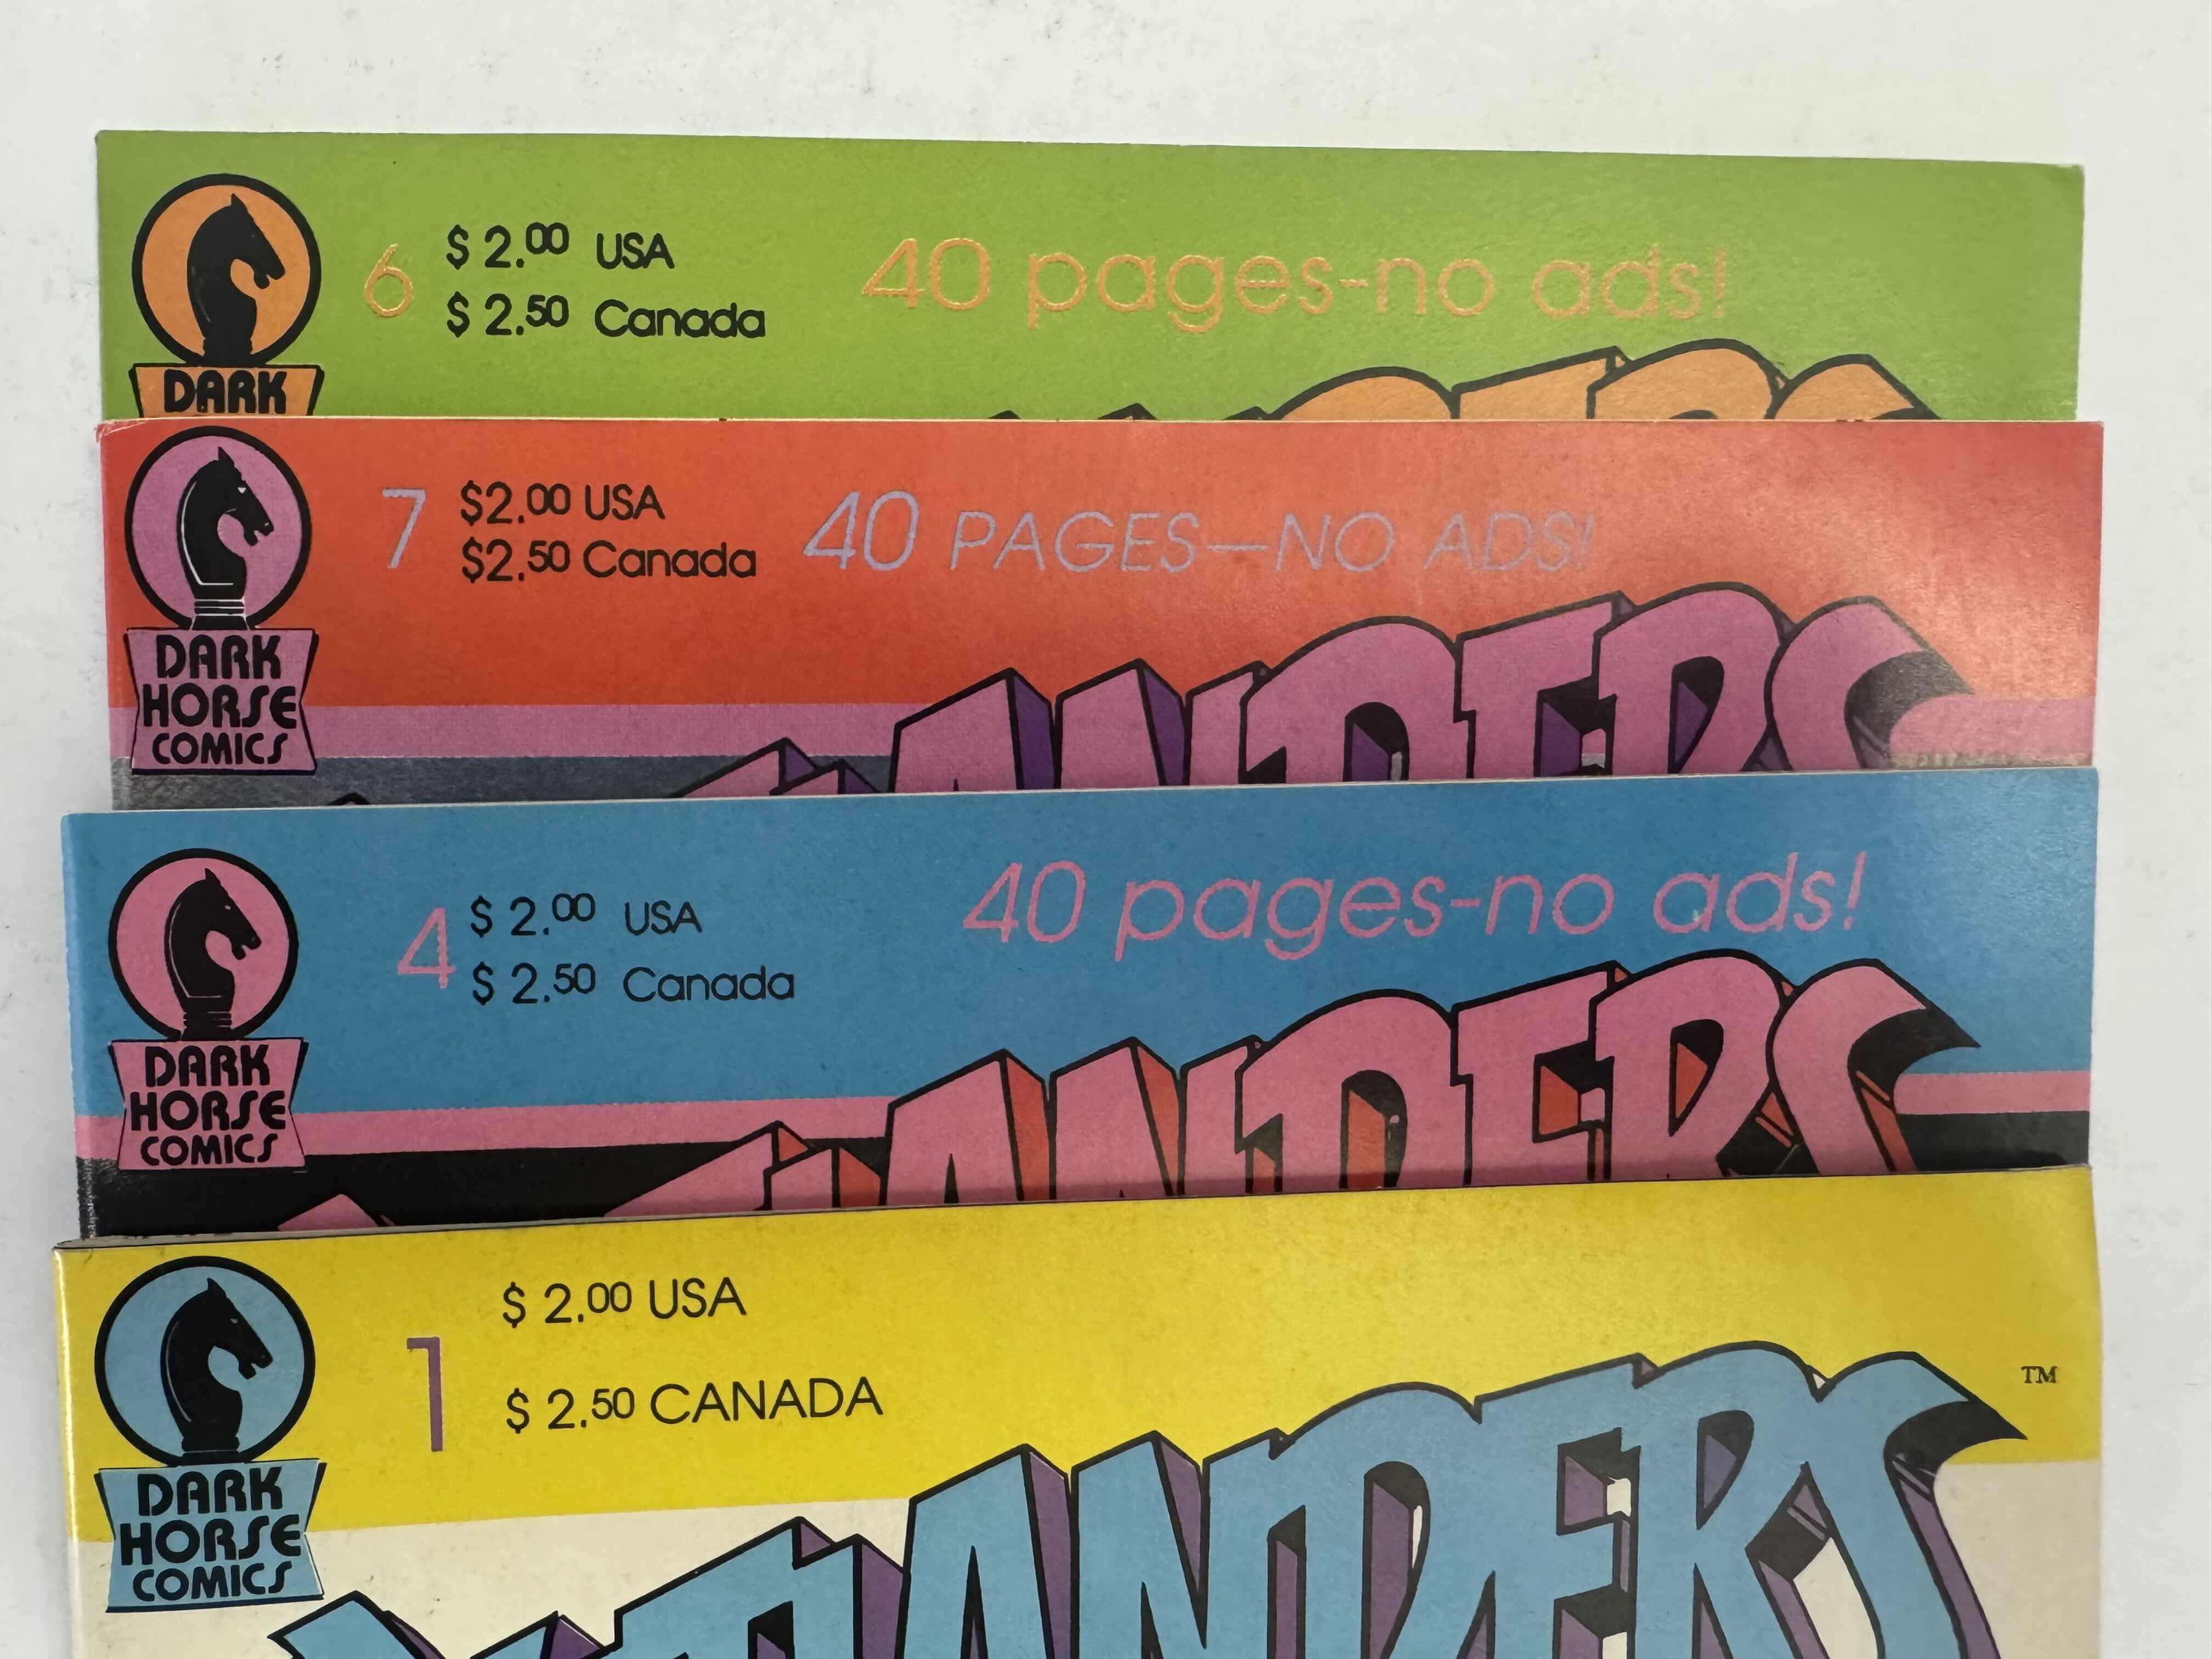 6
$ 2.00 USA
$ 2.50 Canada
40 pages-no ads!
DARK
7
$2.00 USA
$2.50 Canada
40 PAGES—NO ADS!
DARK
HORSE
COMICS
4
$ 2.00 USA
$ 2.50 Canada
40 pages-no ads!
DARK
HORSE
COMICS
1
$ 2.00 USA
$ 2.50 CANADA
TM
DARK
HORSE
COMICS